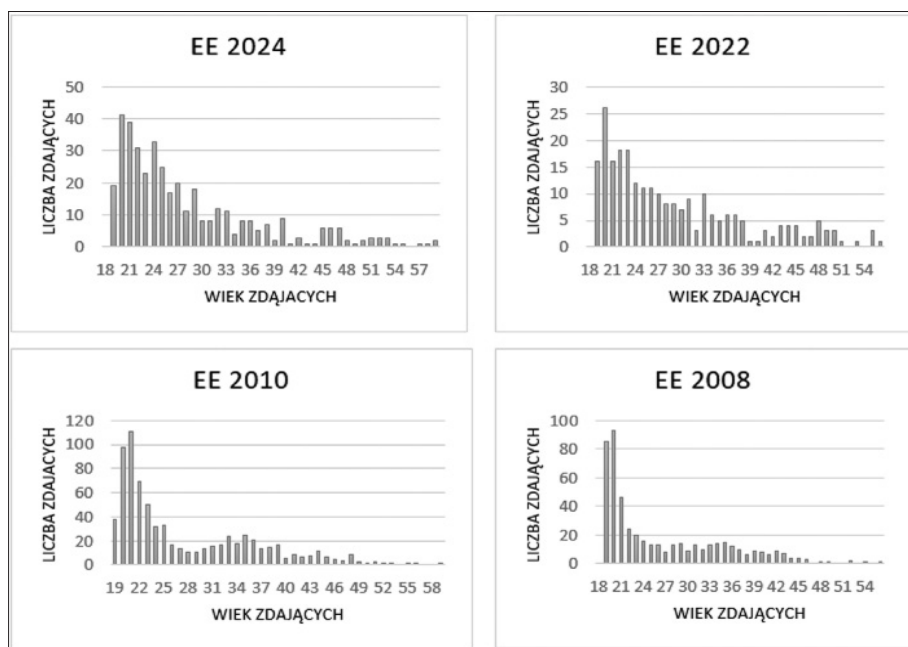 EE 2024
LICZBA ZDAJĄCYCH
50
40
30
20
10
0
18 21 24 27 30 33 36 39 42 45 48 51 54 57
WIEK ZDĄJACYCH
EE 2022
LICZBA ZDAJĄCYCH
30
25
20
15
10
5
0
18 21 24 27 30 33 36 39 42 45 48 51 54
WIEK ZDAJĄCYCH
EE 2010
LICZBA ZDAJACYCH
120
100
80
60
40
20
0
19 22 25 28 31 34 37 40 43 46 49 52 55 58
WIEK ZDAJĄCYCH
EE 2008
LICZBA ZDAJĄCYCH
100
80
60
40
20
0
18 21 24 27 30 33 36 39 42 45 48 51 54
WIEK ZDAJĄCYCH